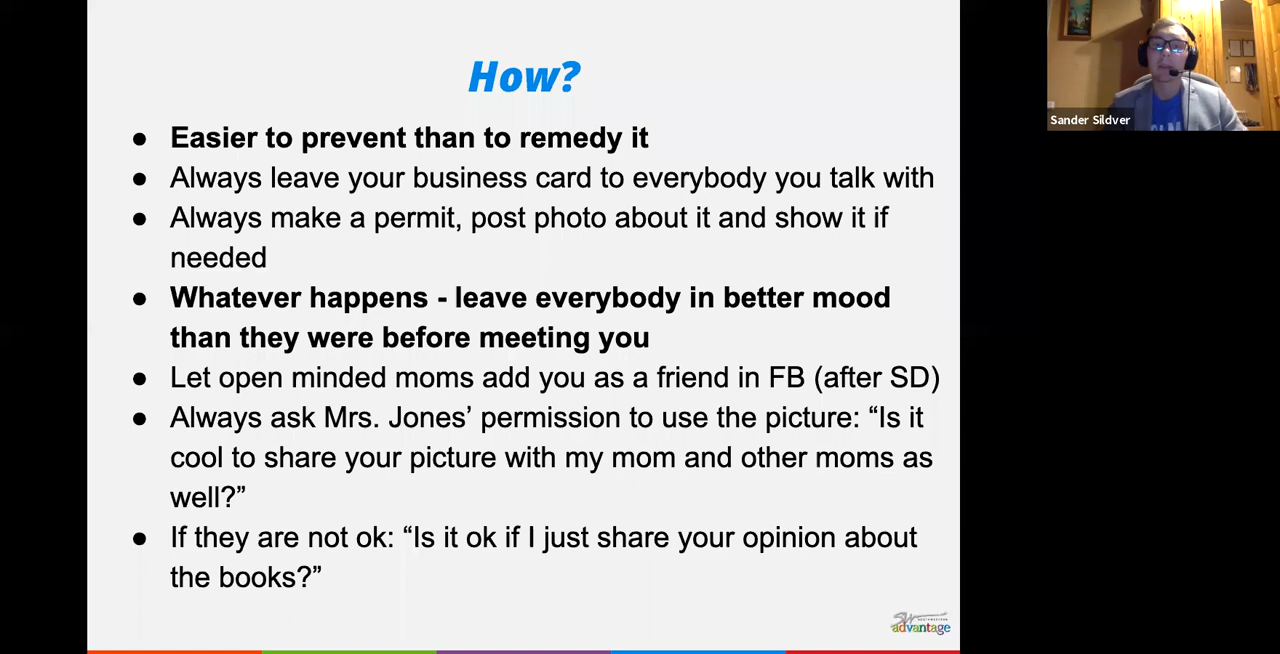 How?
● Easier to prevent than to remedy it
● Always leave your business card to everybody you talk with
● Always make a permit, post photo about it and show it if
needed
● Whatever happens - leave everybody in better mood
than they were before meeting you
● Let open minded moms add you as a friend in FB (after SD)
● Always ask Mrs. Jones’ permission to use the picture: “Is it
cool to share your picture with my mom and other moms as
well?”
● If they are not ok: “Is it ok if I just share your opinion about
the books?”
advantage
Sander Sildver